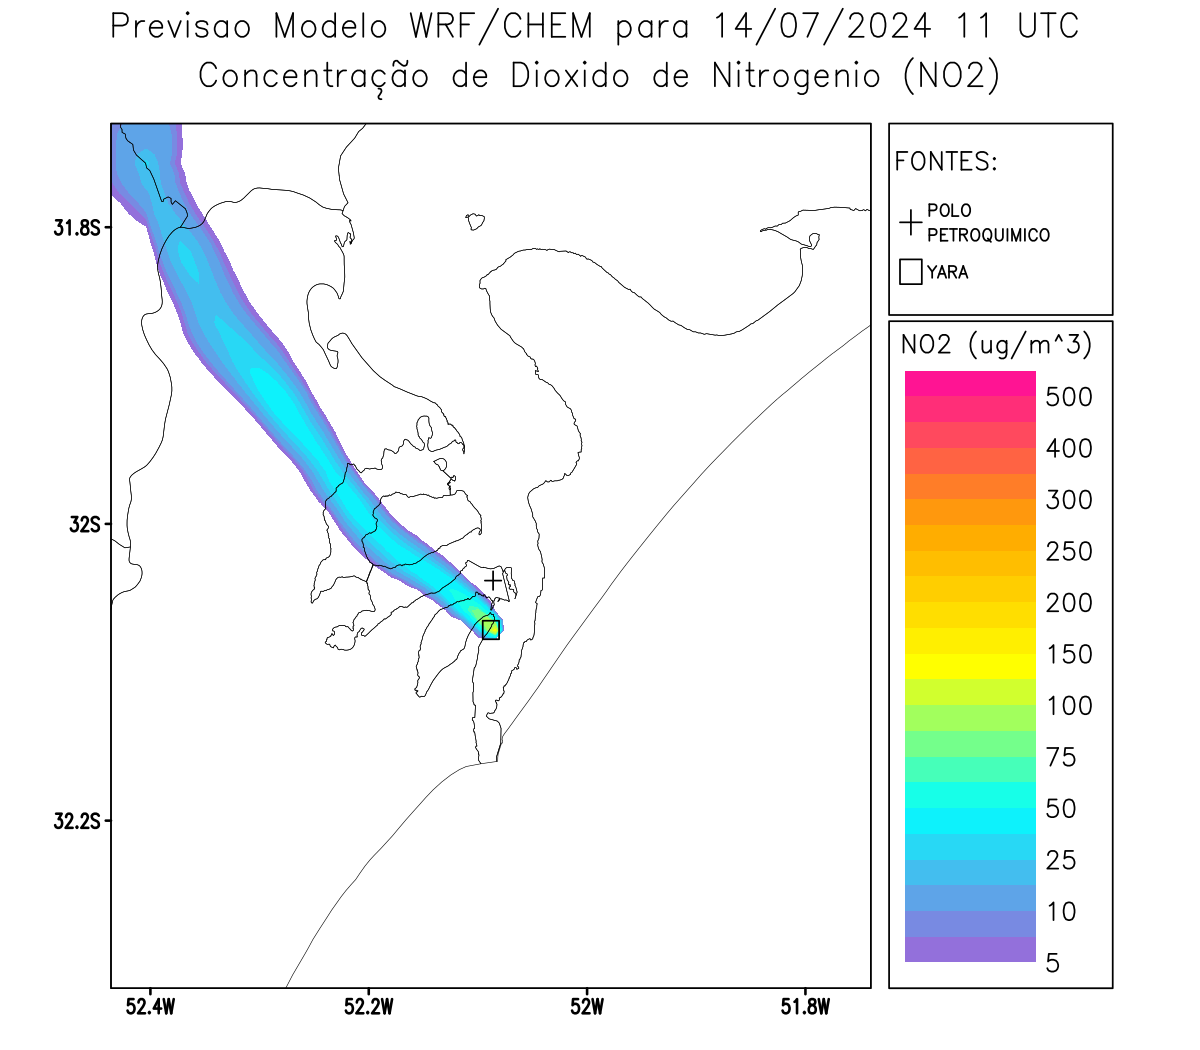 Previsao Modelo WRF/CHEM para 14/07/2024 11 UTC
Concentração de Dioxido de Nitrogenio (NO2)
FONTES:
POLO
PETROQUIMICO
YARA
NO2 (ug/m^3)
500
400
300
250
200
150
100
75
50
25
10
5
31.8S
32S
32.2S
52.4W
52.2W
52W
51.8W